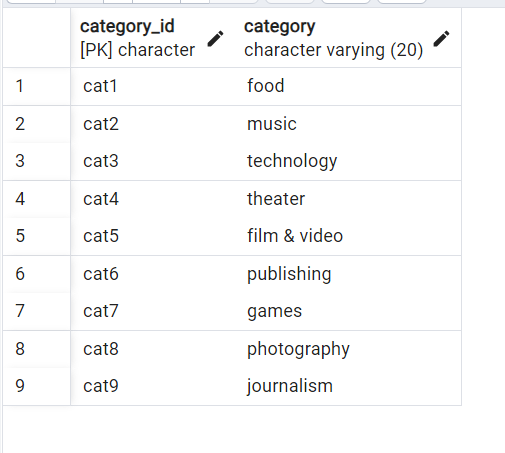 category_id category
[PK] character character varying (20)
1 cat1 food
2 cat2 music
3 cat3 technology
4 cat4 theater
5 cat5 film & video
6 cat6 publishing
7 cat7 games
8 cat8 photography
9 cat9 journalism